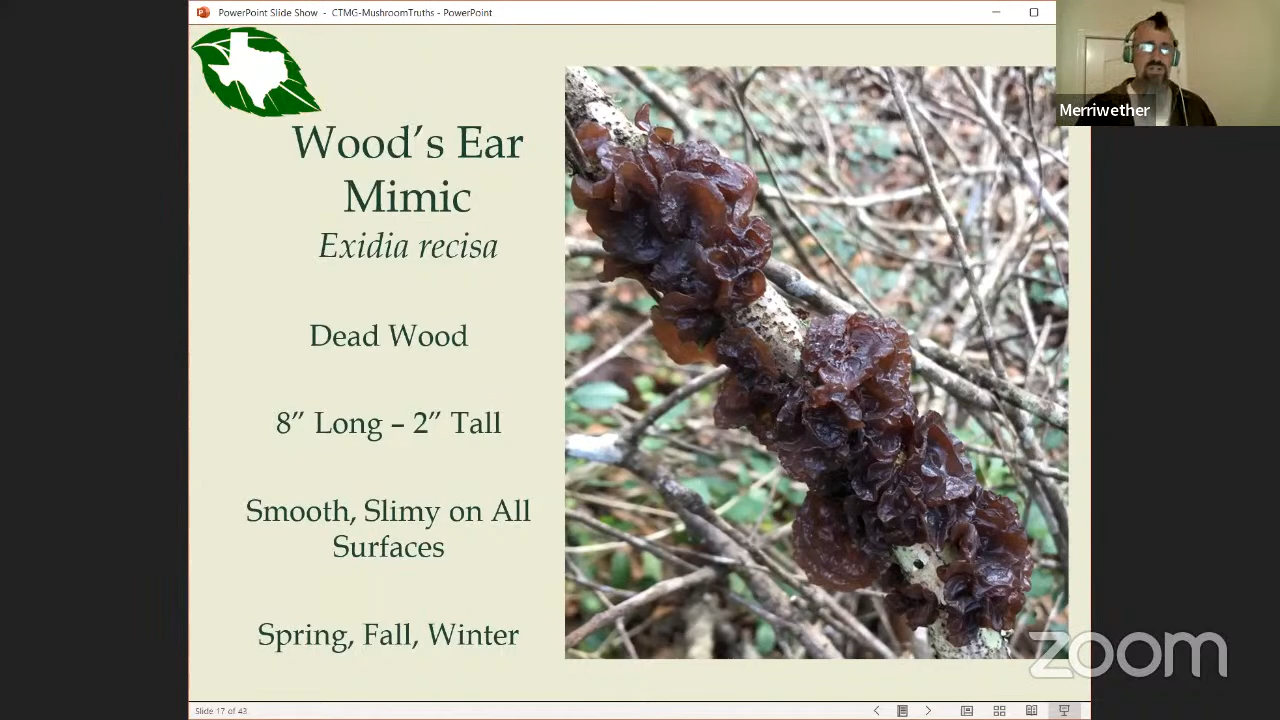 PowerPoint Slide Show - CTMG-MushroomTruths - PowerPoint
Merriwether
Wood's Ear
Mimic
Exidia recisa
Dead Wood
8” Long – 2” Tall
Smooth, Slimy on All
Surfaces
Spring, Fall, Winter
zoom
Slide 17 of 43